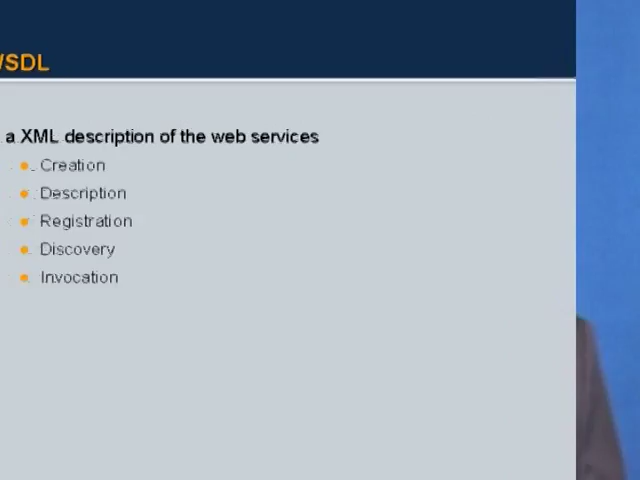 WSDL
a XML description of the web services
Creation
Description
Registration
Discovery
Invocation